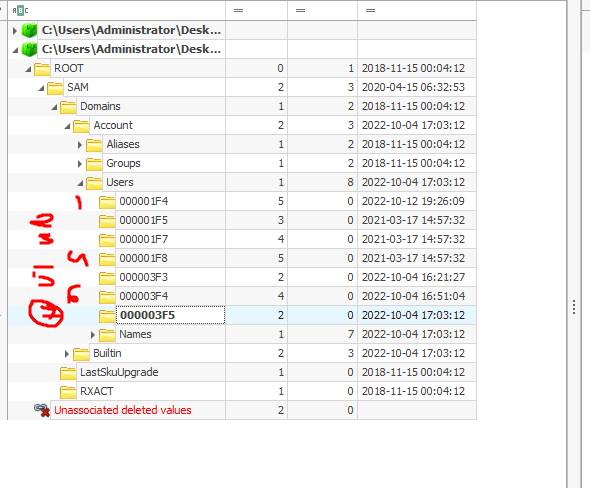 ABC = = =
C:\Users\Administrator\Desk...
C:\Users\Administrator\Desk...
ROOT 0 1 2018-11-15 00:04:12
SAM 2 3 2020-04-15 06:32:53
Domains 1 2 2018-11-15 00:04:12
Account 2 3 2022-10-04 17:03:12
Aliases 1 2 2018-11-15 00:04:12
Groups 1 2 2018-11-15 00:04:12
Users 1 8 2022-10-04 17:03:12
000001F4 5 0 2022-10-12 19:26:09
000001F5 3 0 2021-03-17 14:57:32
000001F7 4 0 2021-03-17 14:57:32
000001F8 5 0 2021-03-17 14:57:32
000003F3 2 0 2022-10-04 16:21:27
000003F4 4 0 2022-10-04 16:51:04
000003F5 2 0 2022-10-04 17:03:12
Names 1 7 2022-10-04 17:03:12
Builtin 2 3 2022-10-04 17:03:12
LastSkuUpgrade 1 0 2018-11-15 00:04:12
RXACT 1 0 2018-11-15 00:04:12
Unassociated deleted values 2 0